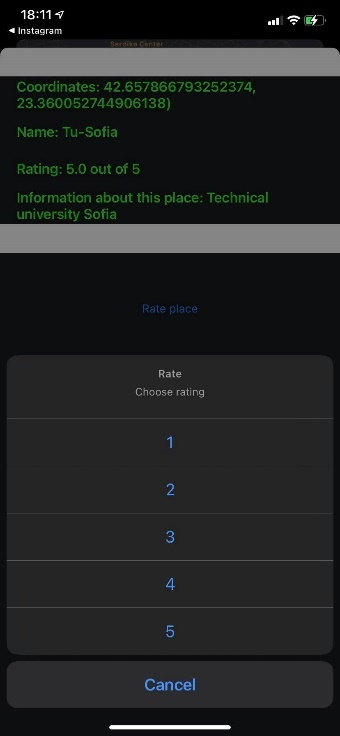 18:11
◀ Instagram
Serdika Center
Coordinates: 42.657866793252374,
23.360052744906138)
Name: Tu-Sofia
Rating: 5.0 out of 5
Information about this place: Technical
university Sofia
Rate place
Rate
Choose rating
1
2
3
4
5
Cancel